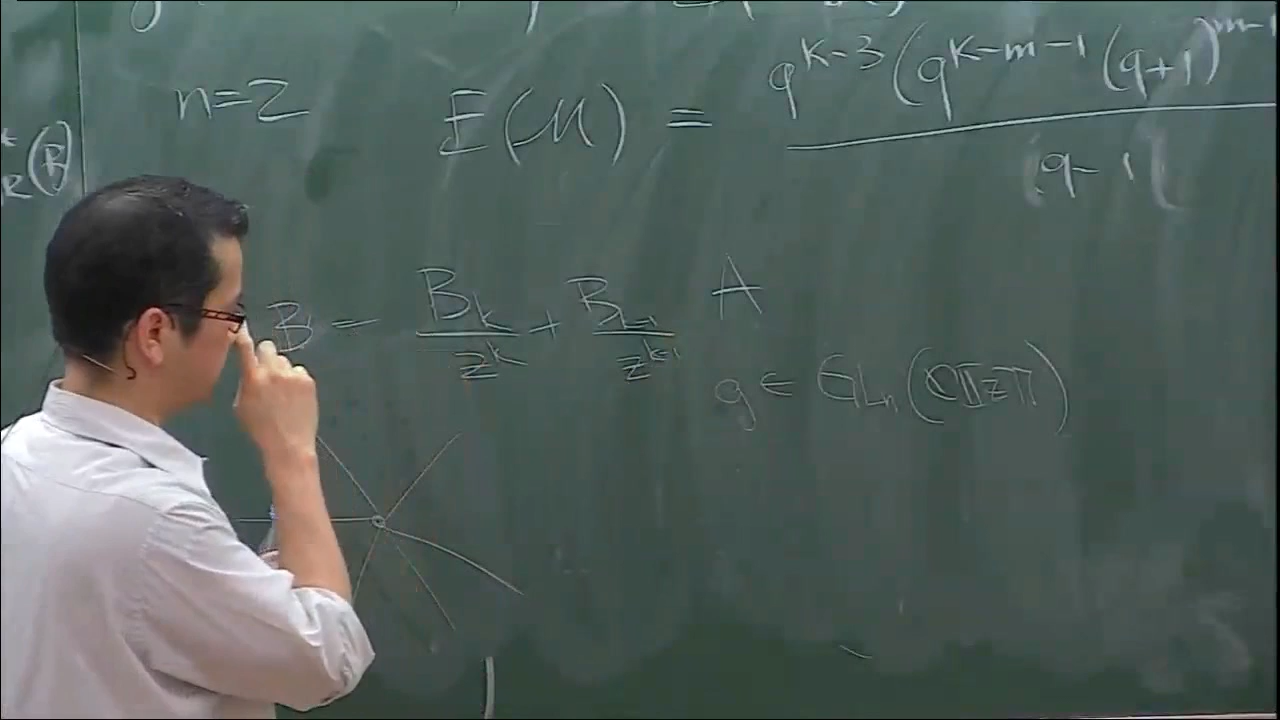 n=2
E(M) = q^{k-3}(q^{k-m-1}(q+1)^{m-1} / (q-1)
B = B_k/z^k + B_{k-1}/z^{k-1}
A
g ∈ GL_n(ℂ[[z]])